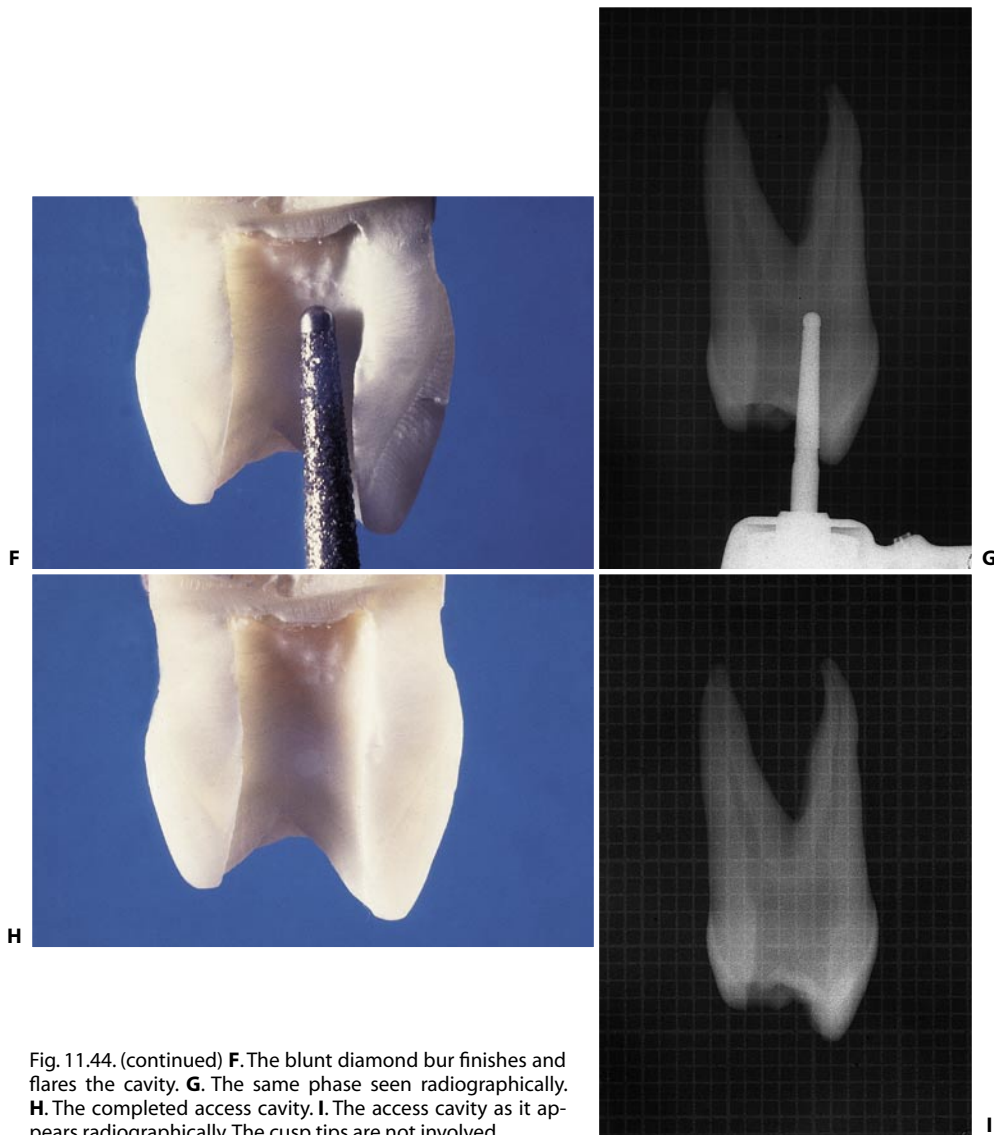 F
G
H
I
Fig. 11.44. (continued) F. The blunt diamond bur finishes and
flares the cavity. G. The same phase seen radiographically.
H. The completed access cavity. I. The access cavity as it ap-
pears radiographically. The cusp tips are not involved.